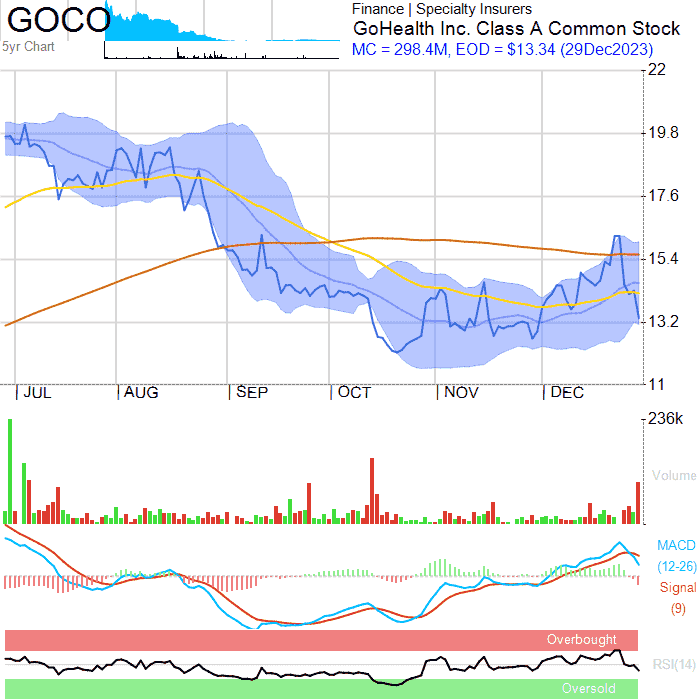 GOCO
5yr Chart
Finance | Specialty Insurers
GoHealth Inc. Class A Common Stock
MC = 298.4M, EOD = $13.34 (29Dec2023)
22
19.8
17.6
15.4
13.2
11
JUL AUG SEP OCT NOV DEC
236k
Volume
MACD
(12-26)
Signal
(9)
Overbought
RSI(14)
Oversold